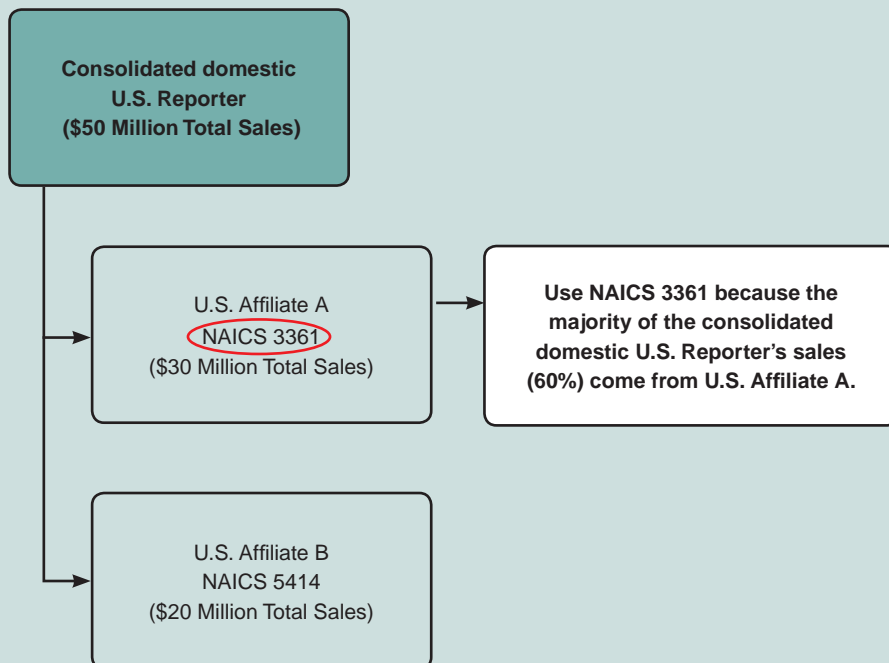 Consolidated domestic
U.S. Reporter
($50 Million Total Sales)
U.S. Affiliate A
NAICS 3361
($30 Million Total Sales)
Use NAICS 3361 because the
majority of the consolidated
domestic U.S. Reporter’s sales
(60%) come from U.S. Affiliate A.
U.S. Affiliate B
NAICS 5414
($20 Million Total Sales)